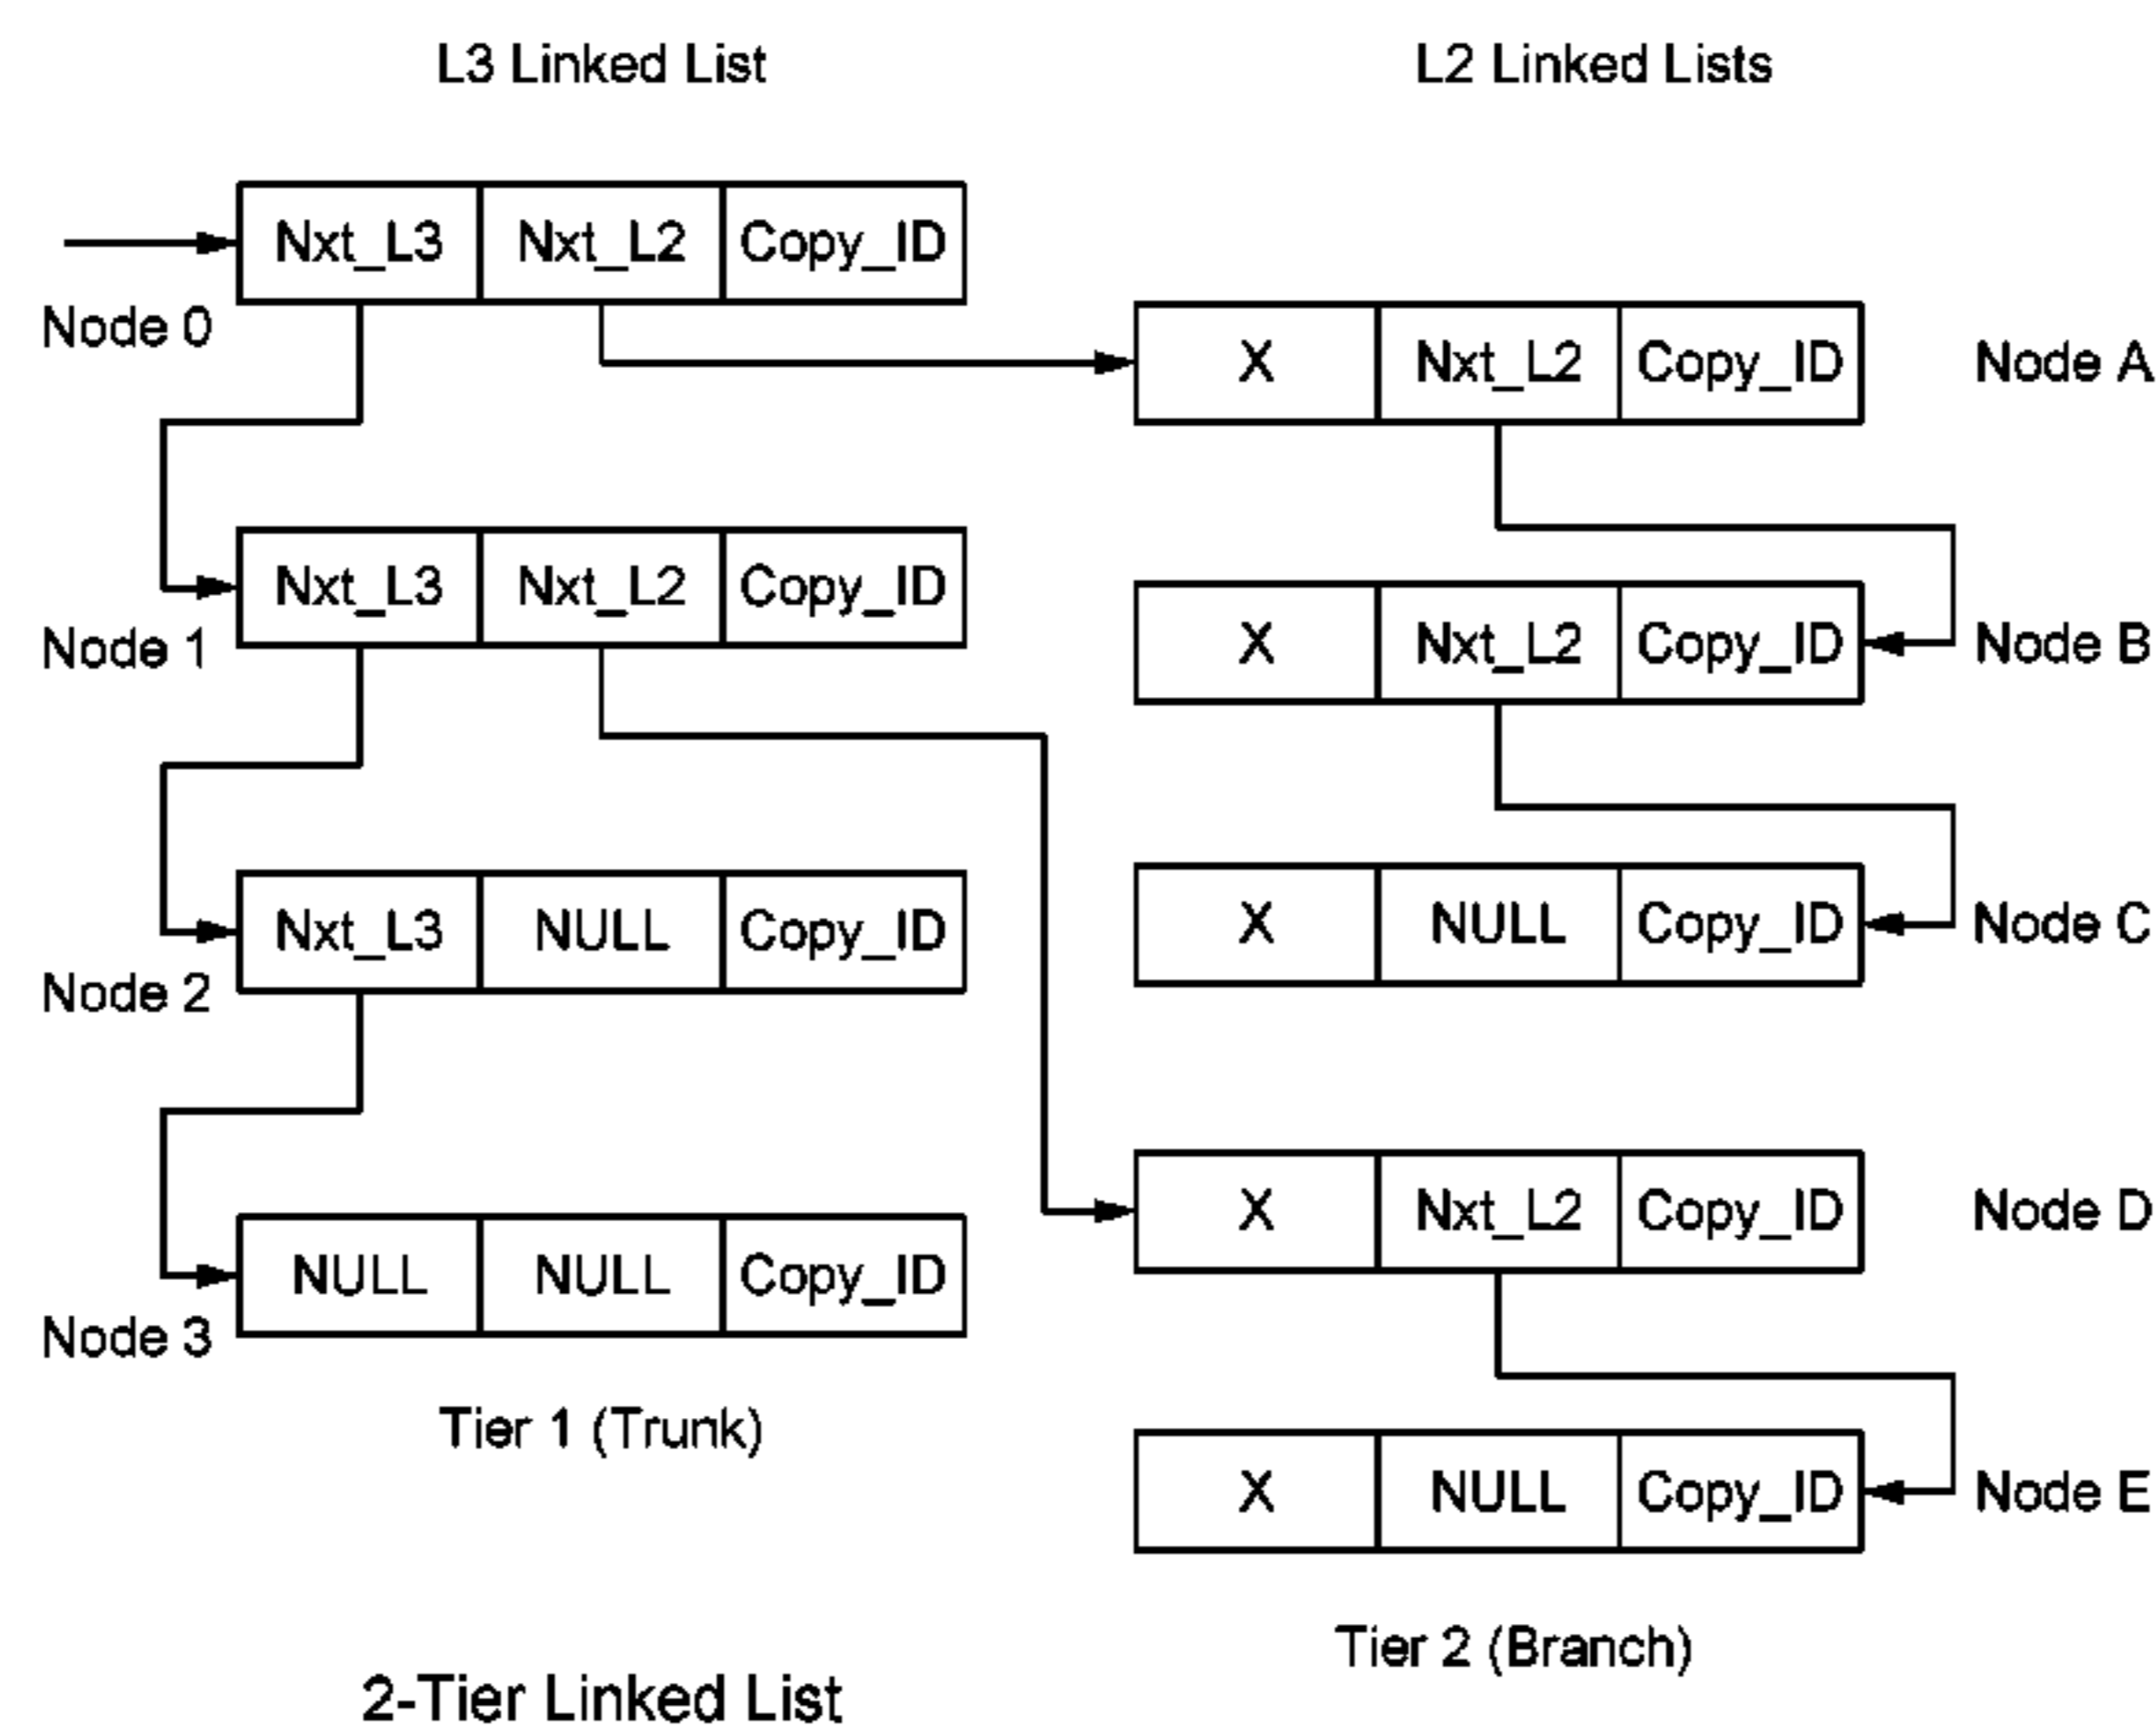 L3 Linked List
L2 Linked Lists
Nxt_L3 Nxt_L2 Copy_ID
Node 0
X Nxt_L2 Copy_ID Node A
Nxt_L3 Nxt_L2 Copy_ID
Node 1
X Nxt_L2 Copy_ID Node B
Nxt_L3 NULL Copy_ID
Node 2
X NULL Copy_ID Node C
NULL NULL Copy_ID
Node 3
X Nxt_L2 Copy_ID Node D
Tier 1 (Trunk)
X NULL Copy_ID Node E
Tier 2 (Branch)
2-Tier Linked List